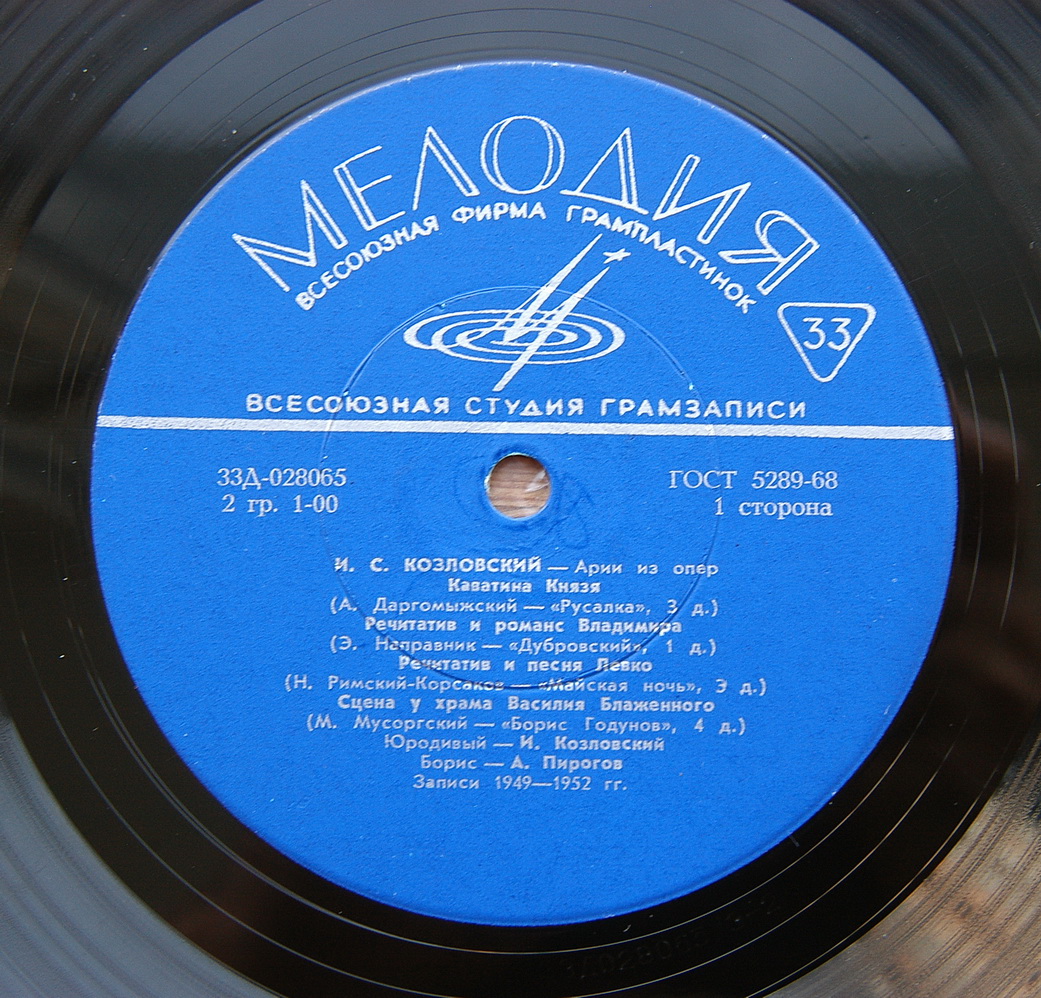 МЕЛОДИЯ
ВСЕСОЮЗНАЯ ФИРМА ГРАМПЛАСТИНОК
33
ВСЕСОЮЗНАЯ СТУДИЯ ГРАМЗАПИСИ
33Д-028065
2 гр. 1-00
ГОСТ 5289-68
1 сторона
И. С. КОЗЛОВСКИЙ — Арии из опер
Каватина Князя
(А. Даргомыжский — «Русалка», 3 д.)
Речитатив и романс Владимира
(Э. Направник — «Дубровский», 1 д.)
Речитатив и песня Левко
(Н. Римский-Корсаков — «Майская ночь», 3 д.)
Сцена у храма Василия Блаженного
(М. Мусоргский — «Борис Годунов», 4 д.)
Юродивый — И. Козловский
Борис — А. Пирогов
Записи 1949—1952 гг.